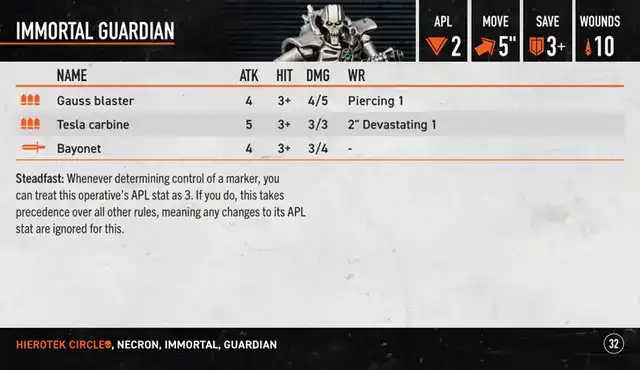 IMMORTAL GUARDIAN
APL 2
MOVE 5"
SAVE 3+
WOUNDS 10
NAME ATK HIT DMG WR
Gauss blaster 4 3+ 4/5 Piercing 1
Tesla carbine 5 3+ 3/3 2" Devastating 1
Bayonet 4 3+ 3/4 -
Steadfast: Whenever determining control of a marker, you
can treat this operative's APL stat as 3. If you do, this takes
precedence over all other rules, meaning any changes to its APL
stat are ignored for this.
HIEROTEK CIRCLE, NECRON, IMMORTAL, GUARDIAN
32